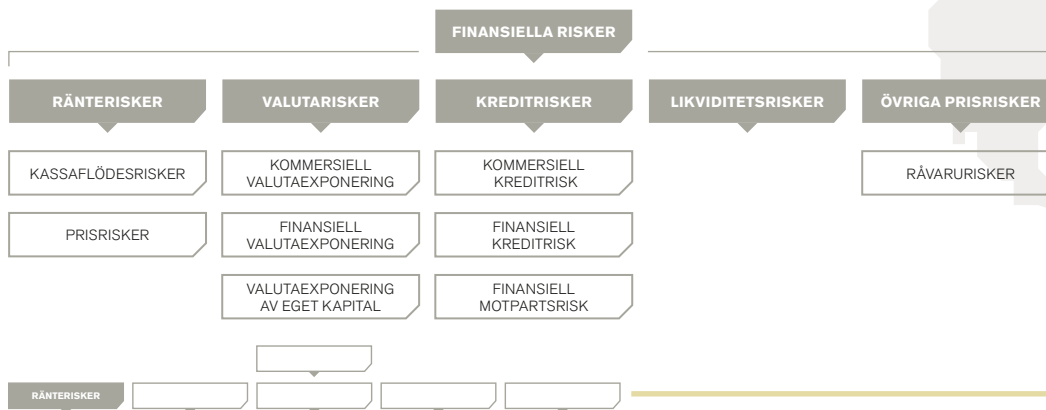 FINANSIELLA RISKER
RÄNTERISKER
VALUTARISKER
KREDITRISKER
LIKVIDITETSRISKER
ÖVRIGA PRISRISKER
KASSAFLÖDESRISKER
KOMMERSIELL
VALUTAEXPONERING
KOMMERSIELL
KREDITRISK
RÅVARURISKER
PRISRISKER
FINANSIELL
VALUTAEXPONERING
FINANSIELL
KREDITRISK
VALUTAEXPONERING
AV EGET KAPITAL
FINANSIELL
MOTPARTSRISK
RÄNTERISKER